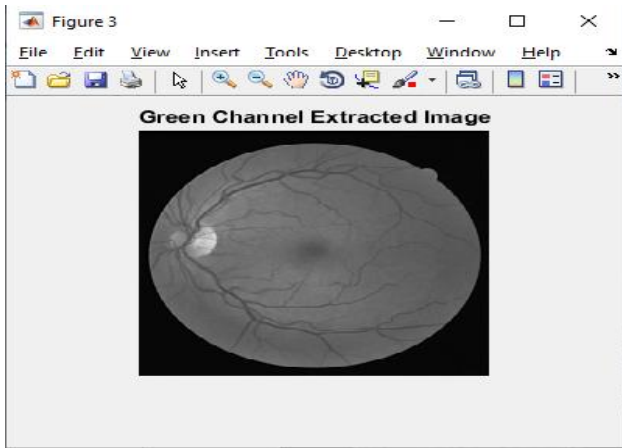 Figure 3
File Edit View Insert Tools Desktop Window Help
Green Channel Extracted Image